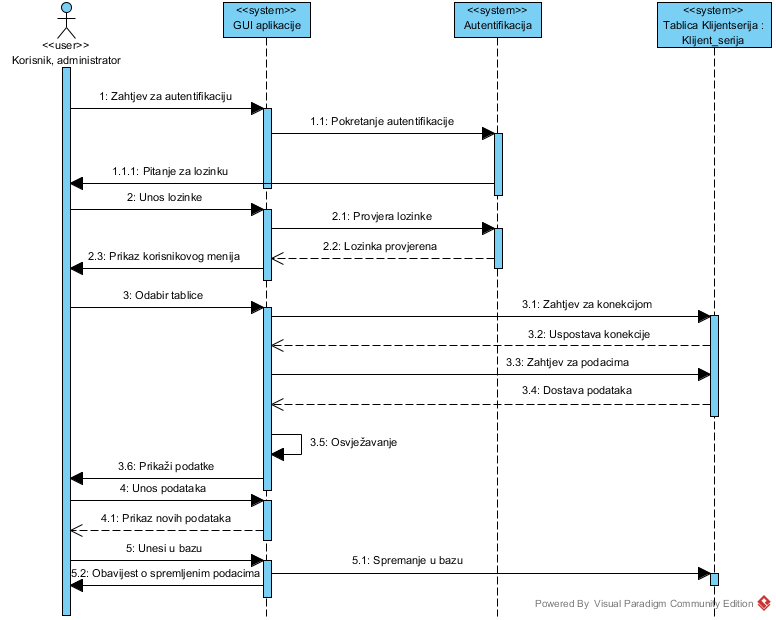 <<user>>
Korisnik, administrator
<<system>>
GUI aplikacije
<<system>>
Autentifikacija
<<system>>
Tablica Klijentserija :
Klijent_serija
1: Zahtjev za autentifikaciju
1.1: Pokretanje autentifikacije
1.1.1: Pitanje za lozinku
2: Unos lozinke
2.1: Provjera lozinke
2.2: Lozinka provjerena
2.3: Prikaz korisnikovog menija
3: Odabir tablice
3.1: Zahtjev za konekcijom
3.2: Uspostava konekcije
3.3: Zahtjev za podacima
3.4: Dostava podataka
3.5: Osvježavanje
3.6: Prikaži podatke
4: Unos podataka
4.1: Prikaz novih podataka
5: Unesi u bazu
5.1: Spremanje u bazu
5.2: Obavijest o spremljenim podacima
Powered By Visual Paradigm Community Edition